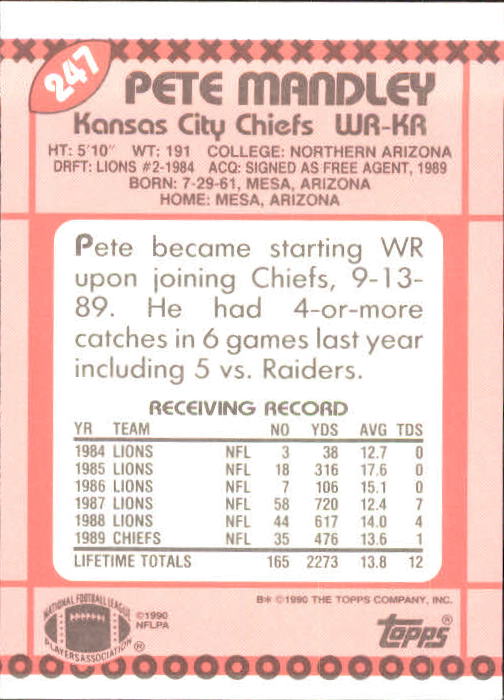 247
PETE MANDLEY
Kansas City Chiefs WR-KR
HT: 5'10" WT: 191 COLLEGE: NORTHERN ARIZONA
DRFT: LIONS #2-1984 ACQ: SIGNED AS FREE AGENT, 1989
BORN: 7-29-61, MESA, ARIZONA
HOME: MESA, ARIZONA
Pete became starting WR
upon joining Chiefs, 9-13-
89. He had 4-or-more
catches in 6 games last year
including 5 vs. Raiders.
RECEIVING RECORD
YR TEAM NO YDS AVG TDS
1984 LIONS NFL 3 38 12.7 0
1985 LIONS NFL 18 316 17.6 0
1986 LIONS NFL 7 106 15.1 0
1987 LIONS NFL 58 720 12.4 7
1988 LIONS NFL 44 617 14.0 4
1989 CHIEFS NFL 35 476 13.6 1
LIFETIME TOTALS 165 2273 13.8 12
B* ©1990 THE TOPPS COMPANY, INC.
NATIONAL FOOTBALL LEAGUE
PLAYERS ASSOCIATION ®
©1990
NFLPA
topps®